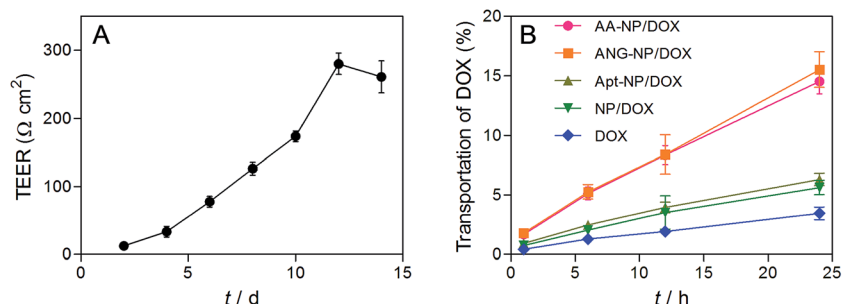 A
TEER (Ω cm²)
300
200
100
0
0
5
10
15
t / d
B
Transportation of DOX (%)
20
15
10
5
0
AA-NP/DOX
ANG-NP/DOX
Apt-NP/DOX
NP/DOX
DOX
0
5
10
15
20
25
t / h